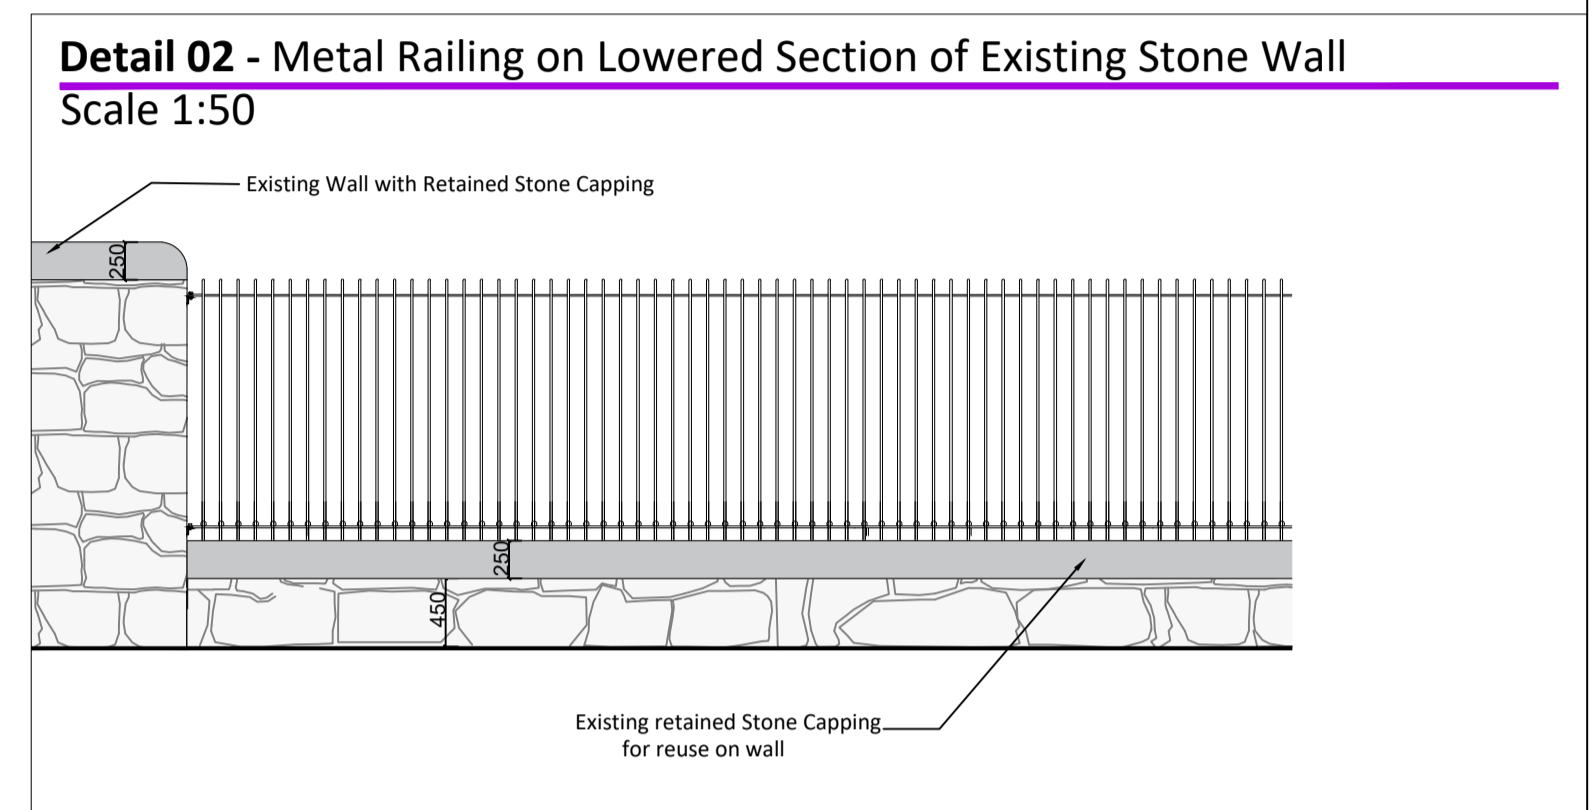 Detail 02 - Metal Railing on Lowered Section of Existing Stone Wall
Scale 1:50
Existing Wall with Retained Stone Capping
250
250
450
Existing retained Stone Capping
for reuse on wall